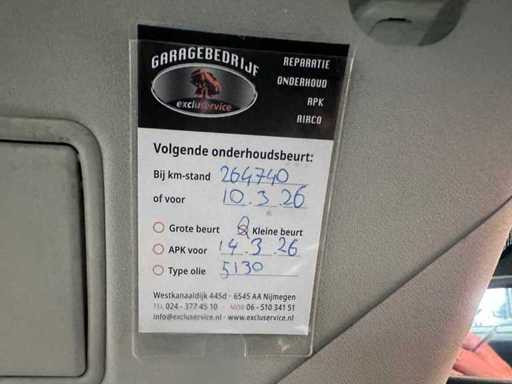 GARAGEBEDRIJF
excluservice
REPARATIE
ONDERHOUD
APK
AIRCO
Volgende onderhoudsbeurt:
Bij km-stand 264740
of voor 10.3.26
Grote beurt Kleine beurt
APK voor 14.3.26
Type olie 5130
Westkanaaldijk 445d · 6545 AA Nijmegen
TEL 024 - 377 45 10 · MOB 06 - 510 341 51
info@excluservice.nl · www.excluservice.nl